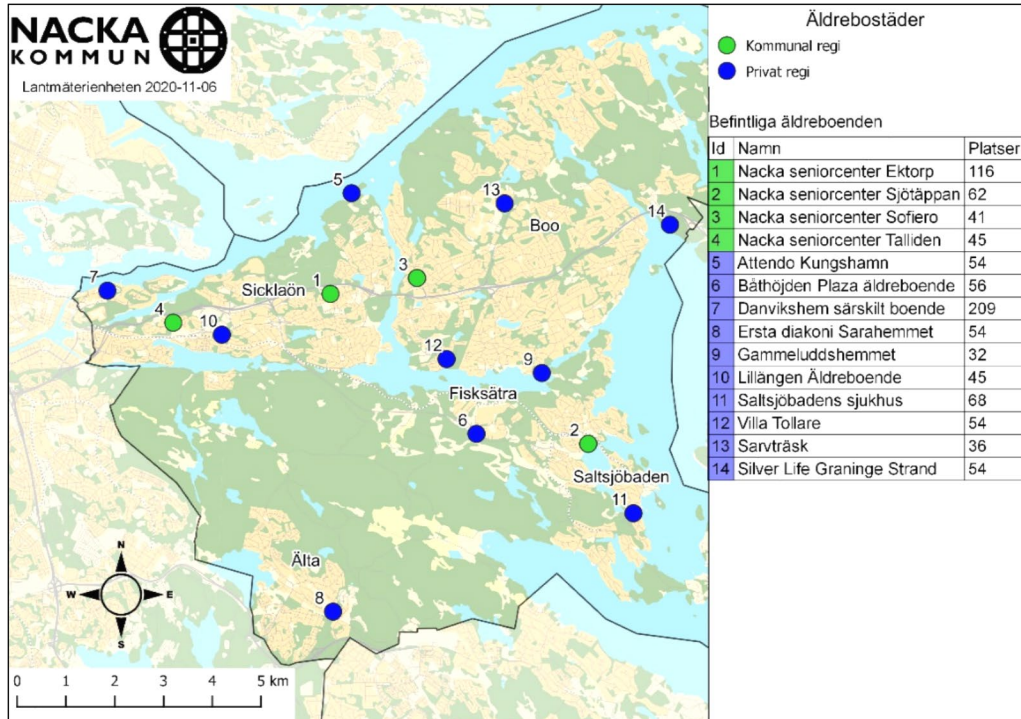 NACKA
KOMMUN
Lantmäterienheten 2020-11-06
Äldrebostäder
Kommunal regi
Privat regi
Befintliga äldreboenden
Id Namn Platser
1 Nacka seniorcenter Ektorp 116
2 Nacka seniorcenter Sjötäppan 62
3 Nacka seniorcenter Sofiero 41
4 Nacka seniorcenter Talliden 45
5 Attendo Kungshamn 54
6 Båthöjden Plaza äldreboende 56
7 Danvikshem särskilt boende 209
8 Ersta diakoni Sarahemmet 54
9 Gammeluddshemmet 32
10 Lillängen Äldreboende 45
11 Saltsjöbadens sjukhus 68
12 Villa Tollare 54
13 Sarvträsk 36
14 Silver Life Graninge Strand 54
5
13
14
Boo
3
7
Sicklaön
1
4
10
12
9
Fisksätra
6
2
Saltsjöbaden
11
Älta
8
N
W E
S
0 1 2 3 4 5 km